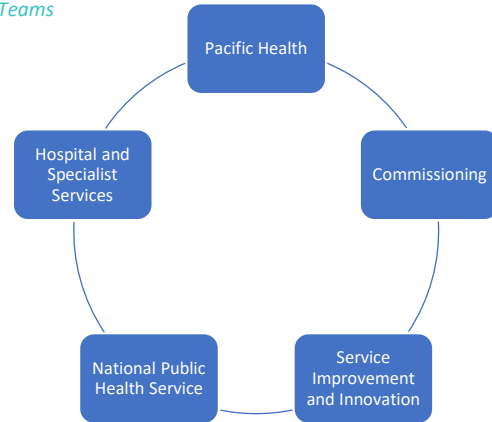 Teams
Pacific Health
Hospital and
Specialist
Services
Commissioning
National Public
Health Service
Service
Improvement
and Innovation